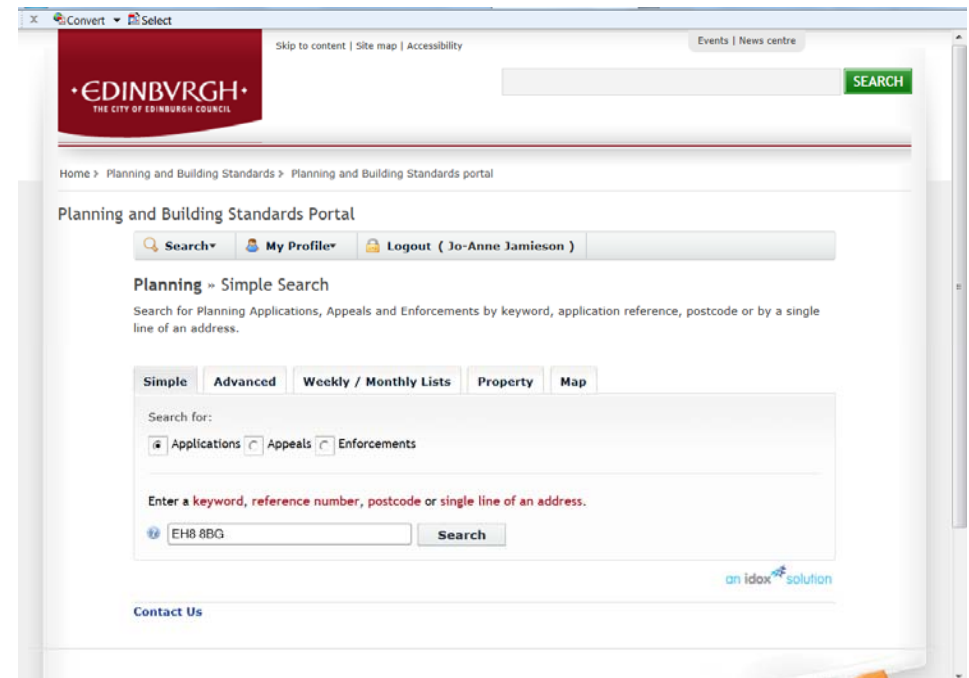 x Convert Select
Skip to content | Site map | Accessibility
Events | News centre
•EDINBVRGH•
THE CITY OF EDINBURGH COUNCIL
SEARCH
Home > Planning and Building Standards > Planning and Building Standards portal
Planning and Building Standards Portal
Search My Profile Logout ( Jo-Anne Jamieson )
Planning » Simple Search
Search for Planning Applications, Appeals and Enforcements by keyword, application reference, postcode or by a single
line of an address.
Simple Advanced Weekly / Monthly Lists Property Map
Search for:
Applications Appeals Enforcements
Enter a keyword, reference number, postcode or single line of an address.
EH8 8BG Search
an idox solution
Contact Us